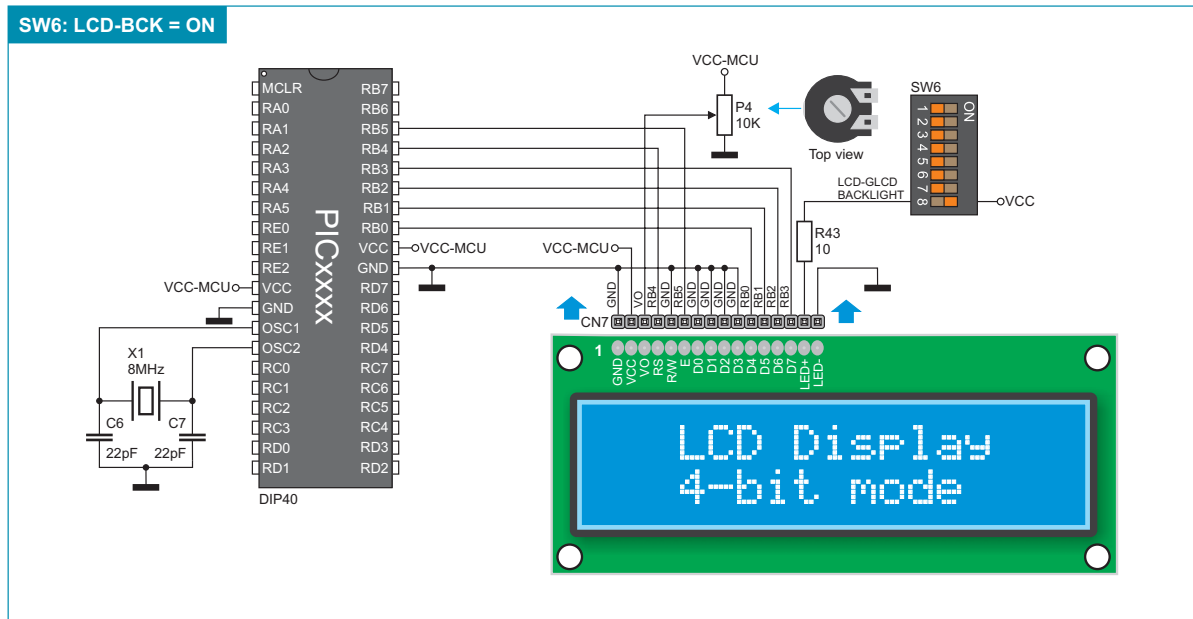 SW6: LCD-BCK = ON
VCC-MCU
P4
10K
Top view
SW6
ON
1
2
3
4
5
6
7
8
LCD-GLCD
BACKLIGHT
VCC
R43
10
MCLR
RA0
RA1
RA2
RA3
RA4
RA5
RE0
RE1
RE2
VCC
GND
OSC1
OSC2
RC0
RC1
RC2
RC3
RD0
RD1
PICxxxx
RB7
RB6
RB5
RB4
RB3
RB2
RB1
RB0
VCC
GND
RD7
RD6
RD5
RD4
RC7
RC6
RC5
RC4
RD3
RD2
DIP40
VCC-MCU
VCC-MCU
VCC-MCU
X1
8MHz
C6
C7
22pF
22pF
GND
VO
RB4
GND
RB5
GND
GND
GND
GND
RB0
RB1
RB2
RB3
CN7
1
GND
VCC
VO
RS
R/W
E
D0
D1
D2
D3
D4
D5
D6
D7
LED+
LED-
LCD Display
4-bit mode